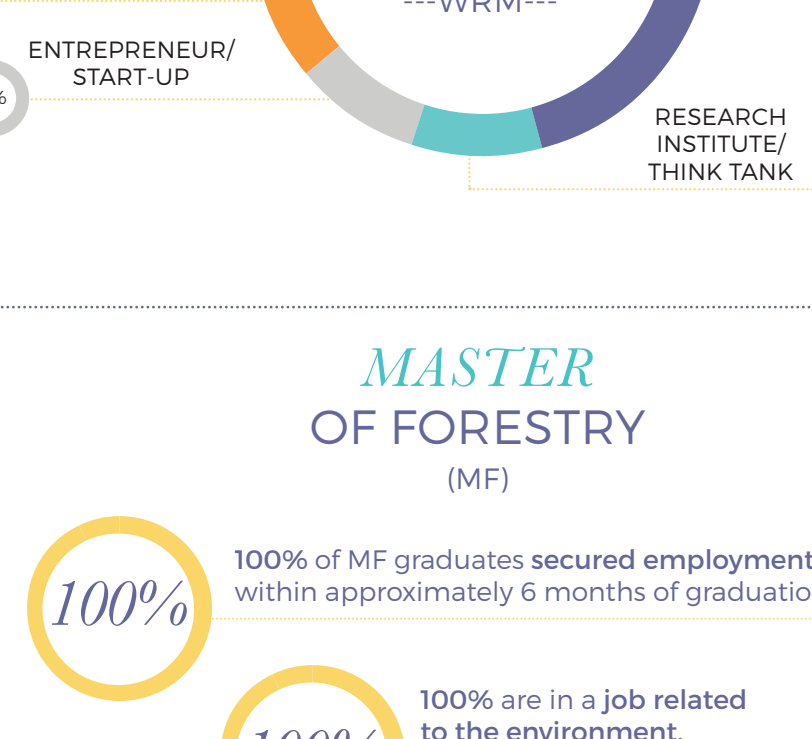 ---WRM---
ENTREPRENEUR/
START-UP
%
RESEARCH
INSTITUTE/
THINK TANK
MASTER
OF FORESTRY
(MF)
100%
100% of MF graduates secured employment
within approximately 6 months of graduatio
100%
100% are in a job related
to the environment.